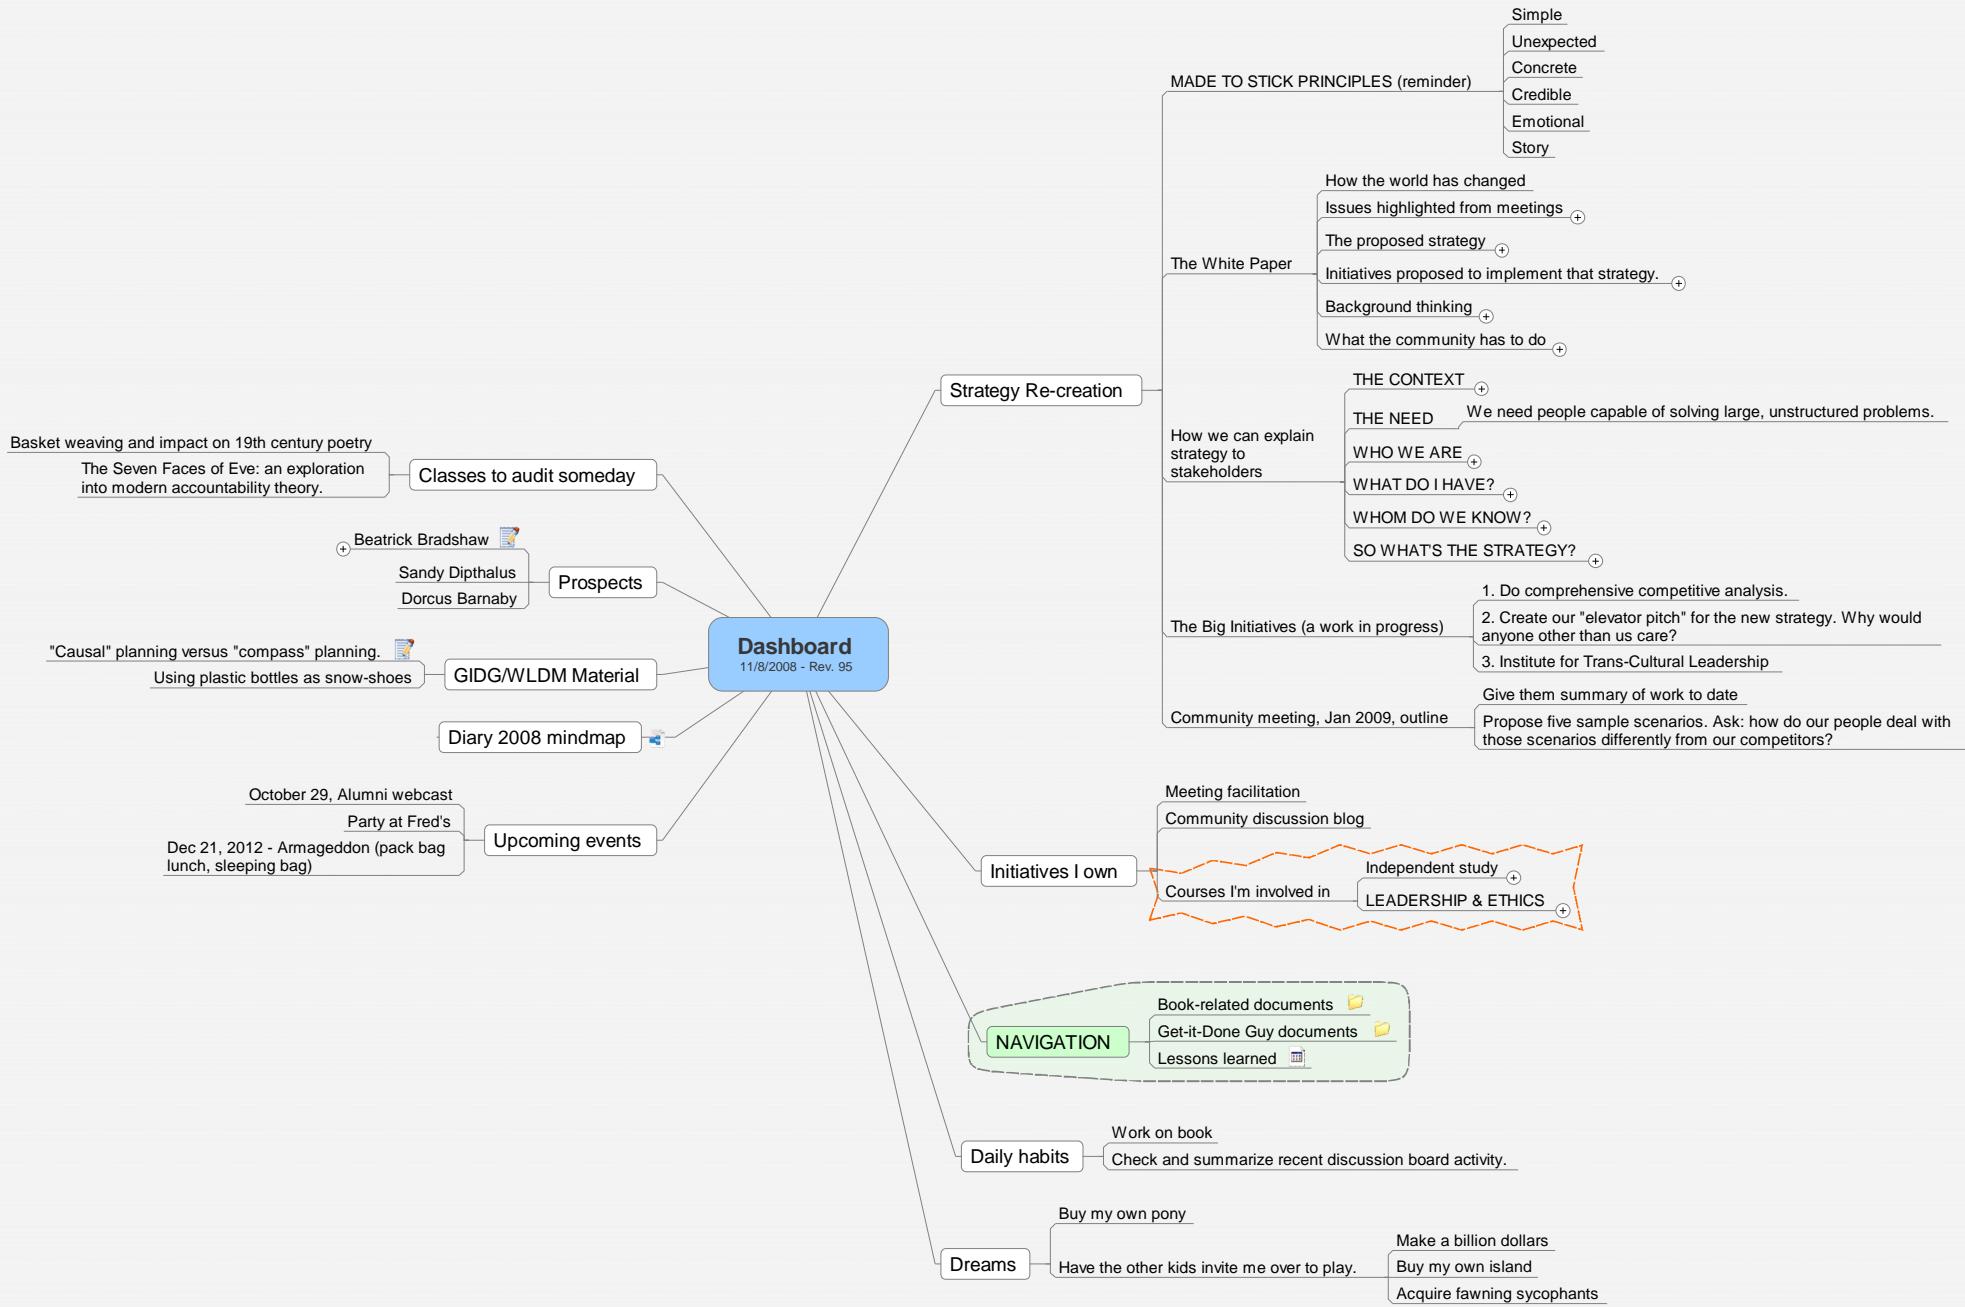 Dashboard
11/8/2008 - Rev. 95
Strategy Re-creation
MADE TO STICK PRINCIPLES (reminder)
Simple
Unexpected
Concrete
Credible
Emotional
Story
The White Paper
How the world has changed
Issues highlighted from meetings
The proposed strategy
Initiatives proposed to implement that strategy.
Background thinking
What the community has to do
How we can explain
strategy to
stakeholders
THE CONTEXT
THE NEED
We need people capable of solving large, unstructured problems.
WHO WE ARE
WHAT DO I HAVE?
WHOM DO WE KNOW?
SO WHAT'S THE STRATEGY?
The Big Initiatives (a work in progress)
1. Do comprehensive competitive analysis.
2. Create our "elevator pitch" for the new strategy. Why would
anyone other than us care?
3. Institute for Trans-Cultural Leadership
Community meeting, Jan 2009, outline
Give them summary of work to date
Propose five sample scenarios. Ask: how do our people deal with
those scenarios differently from our competitors?
Initiatives I own
Meeting facilitation
Community discussion blog
Courses I'm involved in
Independent study
LEADERSHIP & ETHICS
NAVIGATION
Book-related documents
Get-it-Done Guy documents
Lessons learned
Daily habits
Work on book
Check and summarize recent discussion board activity.
Dreams
Buy my own pony
Have the other kids invite me over to play.
Make a billion dollars
Buy my own island
Acquire fawning sycophants
Classes to audit someday
Basket weaving and impact on 19th century poetry
The Seven Faces of Eve: an exploration
into modern accountability theory.
Prospects
Beatrick Bradshaw
Sandy Dipthalus
Dorcus Barnaby
GIDG/WLDM Material
"Causal" planning versus "compass" planning.
Using plastic bottles as snow-shoes
Diary 2008 mindmap
Upcoming events
October 29, Alumni webcast
Party at Fred's
Dec 21, 2012 - Armageddon (pack bag
lunch, sleeping bag)